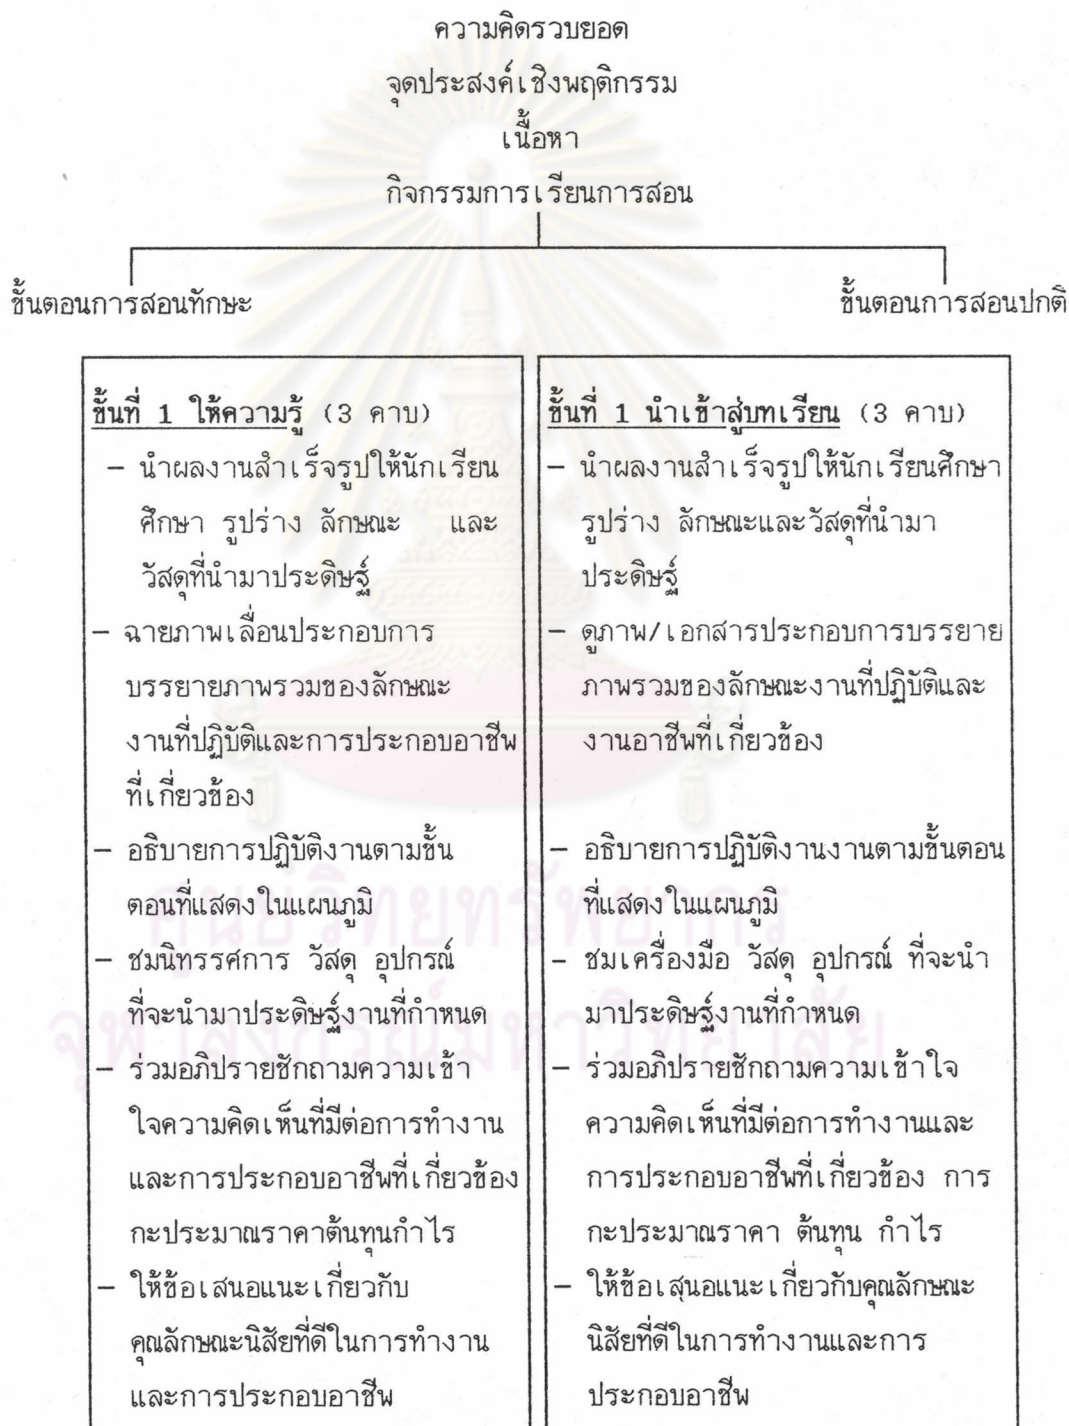 ความคิดรวบยอด
จุดประสงค์เชิงพฤติกรรม
เนื้อหา
กิจกรรมการเรียนการสอน
ขั้นตอนการสอนทักษะ
ขั้นตอนการสอนปกติ
ขั้นที่ 1 ให้ความรู้ (3 คาบ)
- นำผลงานสำเร็จรูปให้นักเรียน
ศึกษา รูปร่าง ลักษณะ และ
วัสดุที่นำมาประดิษฐ์
- ฉายภาพเลื่อนประกอบการ
บรรยายภาพรวมของลักษณะ
งานที่ปฏิบัติและการประกอบอาชีพ
ที่เกี่ยวข้อง
- อธิบายการปฏิบัติงานตามขั้น
ตอนที่แสดงในแผนภูมิ
- ชมนิทรรศการ วัสดุ อุปกรณ์
ที่จะนำมาประดิษฐ์งานที่กำหนด
- ร่วมอภิปรายซักถามความเข้า
ใจความคิดเห็นที่มีต่อการทำงาน
และการประกอบอาชีพที่เกี่ยวข้อง
กะประมาณราคาต้นทุนกำไร
- ให้ข้อเสนอแนะเกี่ยวกับ
คุณลักษณะนิสัยที่ดีในการทำงาน
และการประกอบอาชีพ
ขั้นที่ 1 นำเข้าสู่บทเรียน (3 คาบ)
- นำผลงานสำเร็จรูปให้นักเรียนศึกษา
รูปร่าง ลักษณะและวัสดุที่นำมา
ประดิษฐ์
- ดูภาพ/เอกสารประกอบการบรรยาย
ภาพรวมของลักษณะงานที่ปฏิบัติและ
งานอาชีพที่เกี่ยวข้อง
- อธิบายการปฏิบัติงานงานตามขั้นตอน
ที่แสดงในแผนภูมิ
- ชมเครื่องมือ วัสดุ อุปกรณ์ ที่จะนำ
มาประดิษฐ์งานที่กำหนด
- ร่วมอภิปรายซักถามความเข้าใจ
ความคิดเห็นที่มีต่อการทำงานและ
การประกอบอาชีพที่เกี่ยวข้อง การ
กะประมาณราคา ต้นทุน กำไร
- ให้ข้อเสนอแนะเกี่ยวกับคุณลักษณะ
นิสัยที่ดีในการทำงานและการ
ประกอบอาชีพ
ศูนย์วิทยทรัพยากร
จุฬาลงกรณ์มหาวิทยาลัย